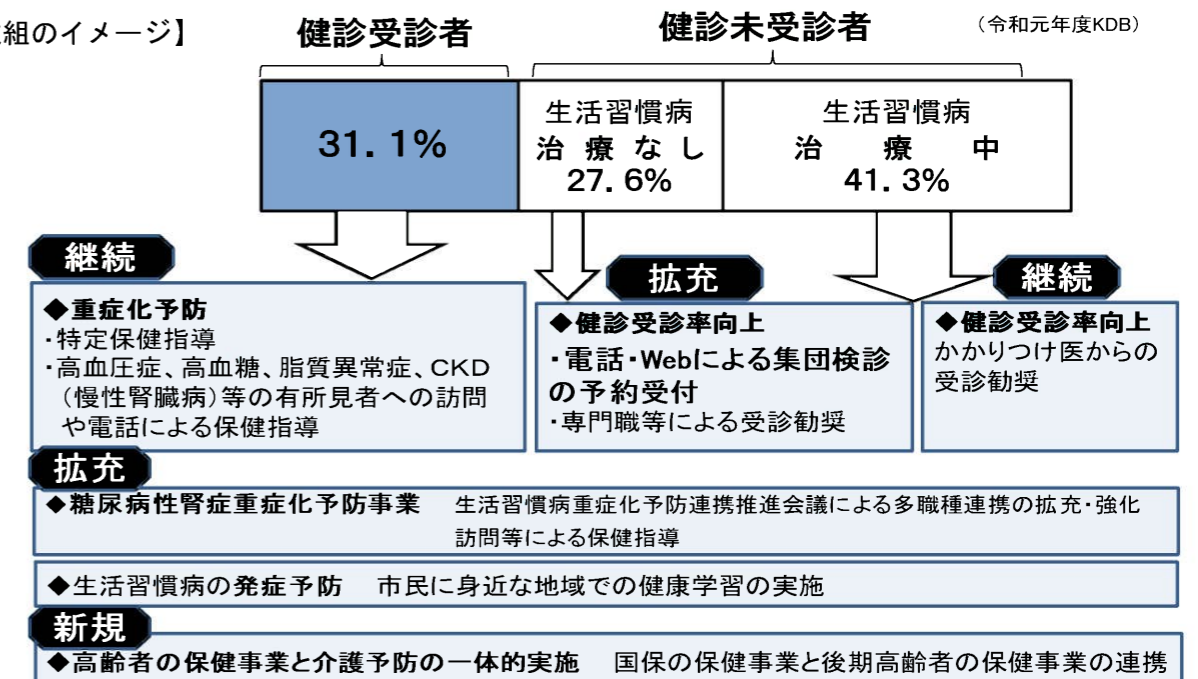 組のイメージ】
健診受診者
健診未受診者
（令和元年度KDB）
31．1％
生活習慣病
治療なし
27．6％
生活習慣病
治療中
41．3％
継続
◆重症化予防
・特定保健指導
・高血圧症、高血糖、脂質異常症、CKD
（慢性腎臓病）等の有所見者への訪問
や電話による保健指導
拡充
◆健診受診率向上
・電話・Webによる集団検診
の予約受付
・専門職等による受診勧奨
継続
◆健診受診率向上
かかりつけ医からの
受診勧奨
拡充
◆糖尿病性腎症重症化予防事業 生活習慣病重症化予防連携推進会議による多職種連携の拡充・強化
訪問等による保健指導
◆生活習慣病の発症予防 市民に身近な地域での健康学習の実施
新規
◆高齢者の保健事業と介護予防の一体的実施 国保の保健事業と後期高齢者の保健事業の連携